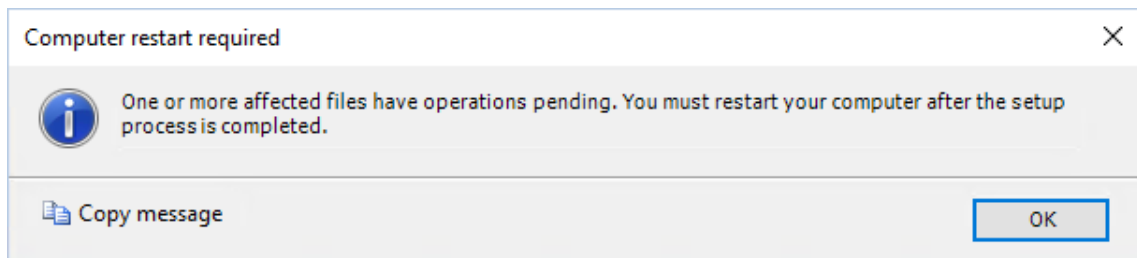 Computer restart required
One or more affected files have operations pending. You must restart your computer after the setup
process is completed.
Copy message
OK